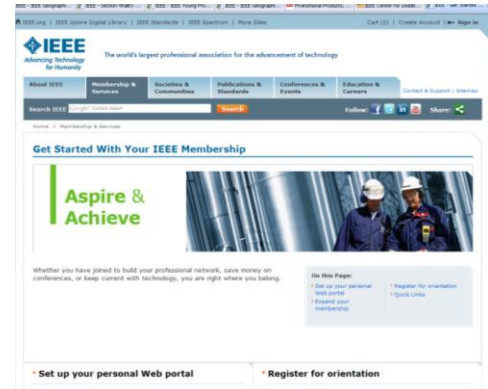 IEEE.org | IEEE Xplore Digital Library | IEEE Standards | IEEE Spectrum | More Sites
Cart (0) | Create Account | Sign In
IEEE
Advancing Technology
for Humanity
The world's largest professional association for the advancement of technology
About IEEE
Membership &
Services
Societies &
Communities
Publications &
Standards
Conferences &
Events
Education &
Careers
Contact & Support | Sitemap
Search IEEE
Search
Follow:
Share:
Home > Membership & Services
Get Started With Your IEEE Membership
Aspire &
Achieve
Whether you have joined to build your professional network, save money on
conferences, or keep current with technology, you are right where you belong.
On this Page:
Set up your personal
Web portal
Expand your
membership
Register for orientation
Quick Links
Set up your personal Web portal
Register for orientation